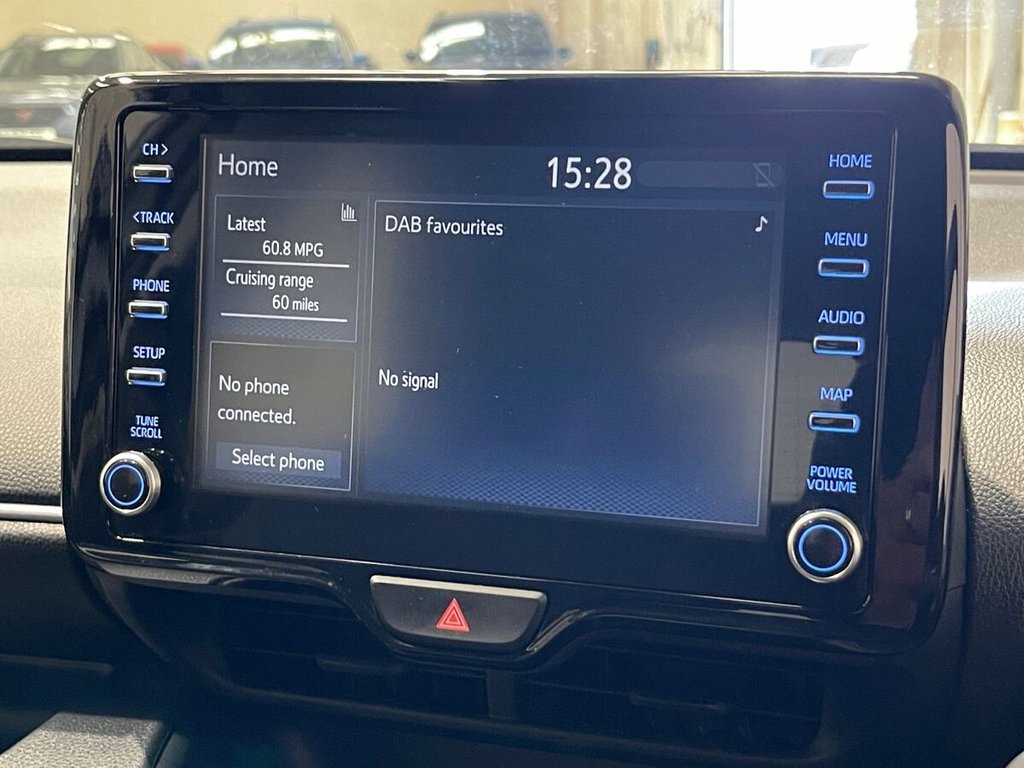 CH >
<TRACK
PHONE
SETUP
TUNE
SCROLL
Home
15:28
Latest
60.8 MPG
Cruising range
60 miles
No phone
connected.
Select phone
DAB favourites
No signal
HOME
MENU
AUDIO
MAP
POWER
VOLUME